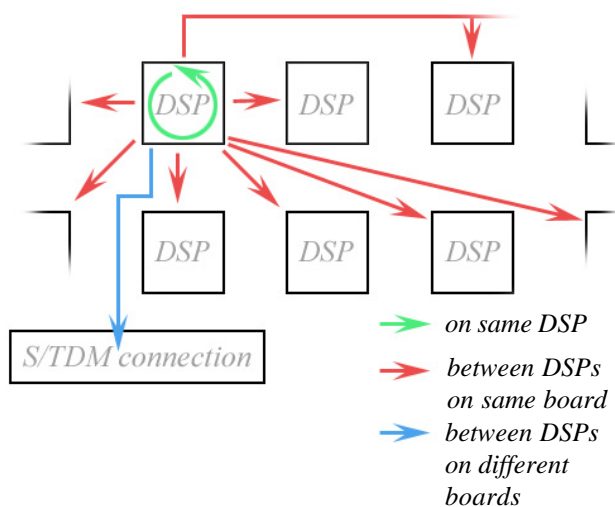 DSP DSP DSP
DSP DSP DSP
S/TDM connection
on same DSP
between DSPs
on same board
between DSPs
on different
boards